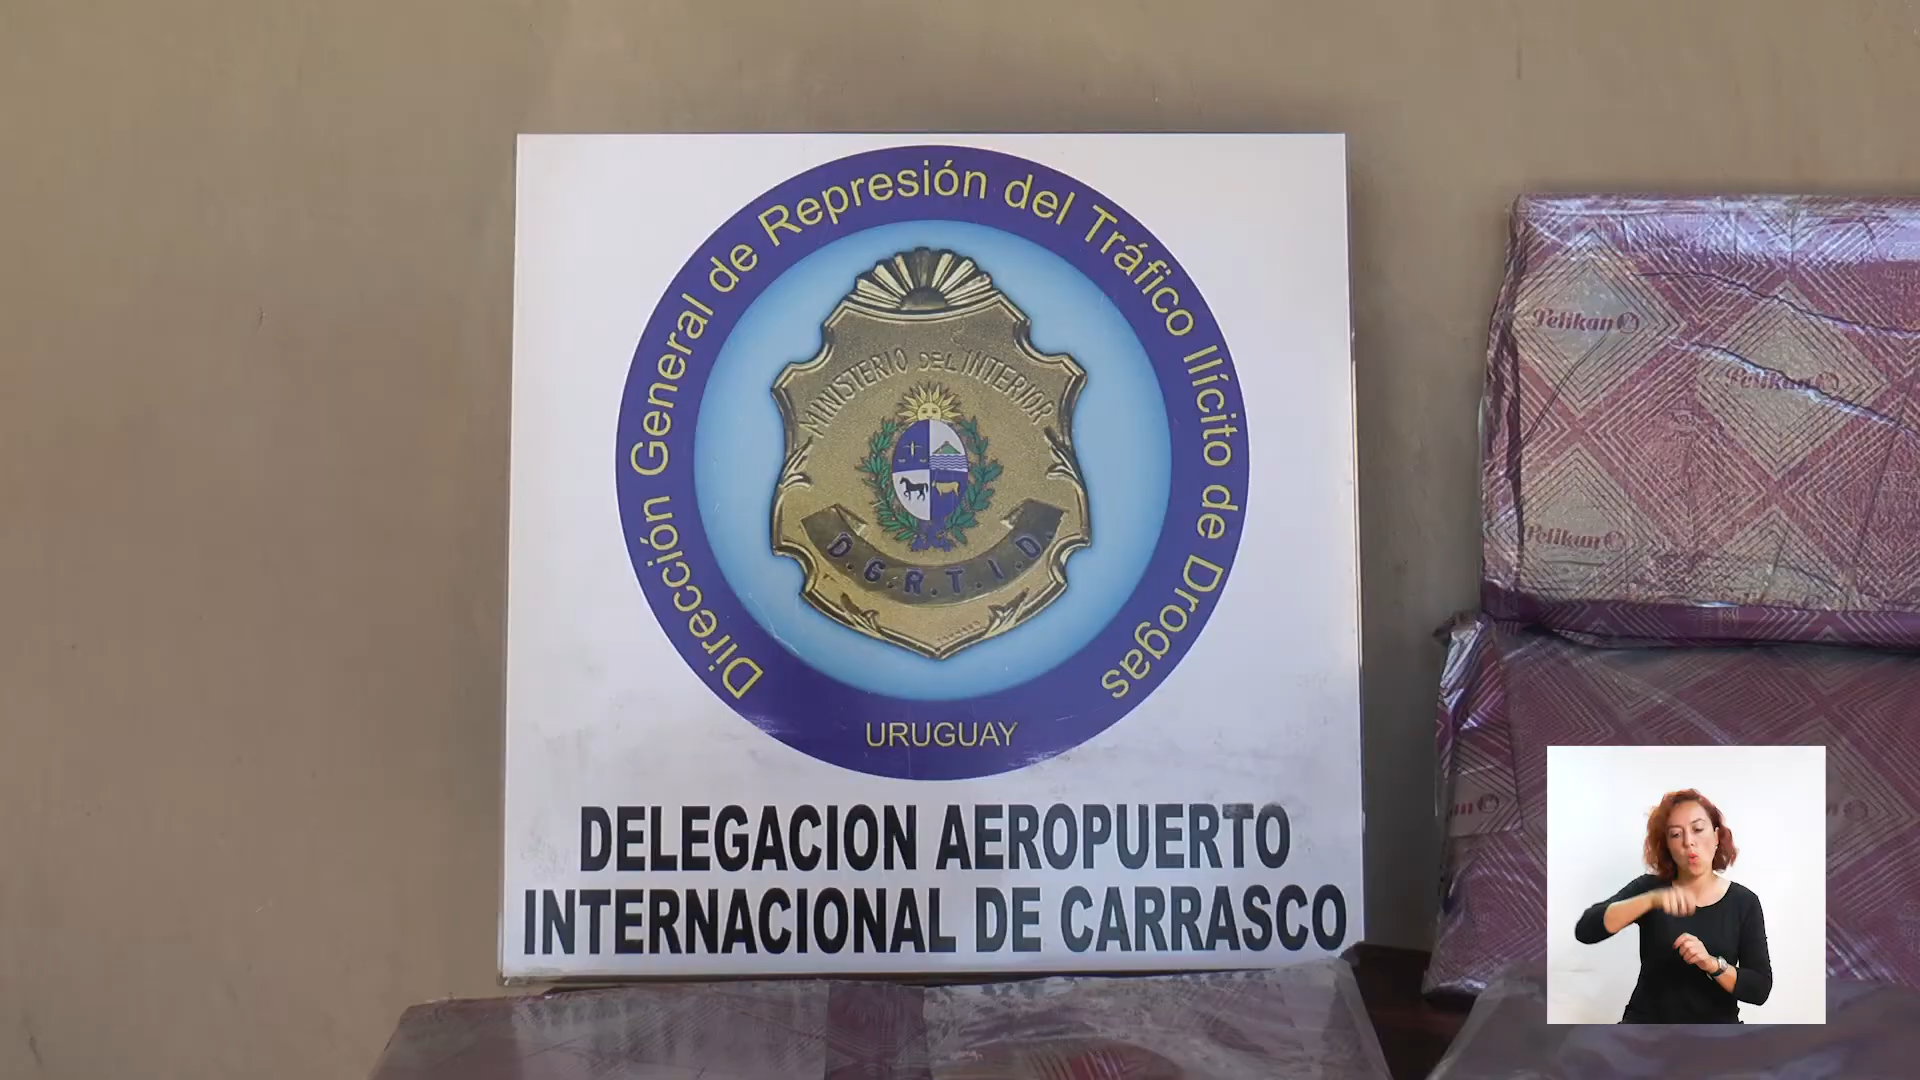 Dirección General de Represión del Tráfico Ilícito de Drogas
MINISTERIO DEL INTERIOR
D.G.R.T.I.D.
URUGUAY
DELEGACION AEROPUERTO
INTERNACIONAL DE CARRASCO
Pelikan
Pelikan
Pelikan